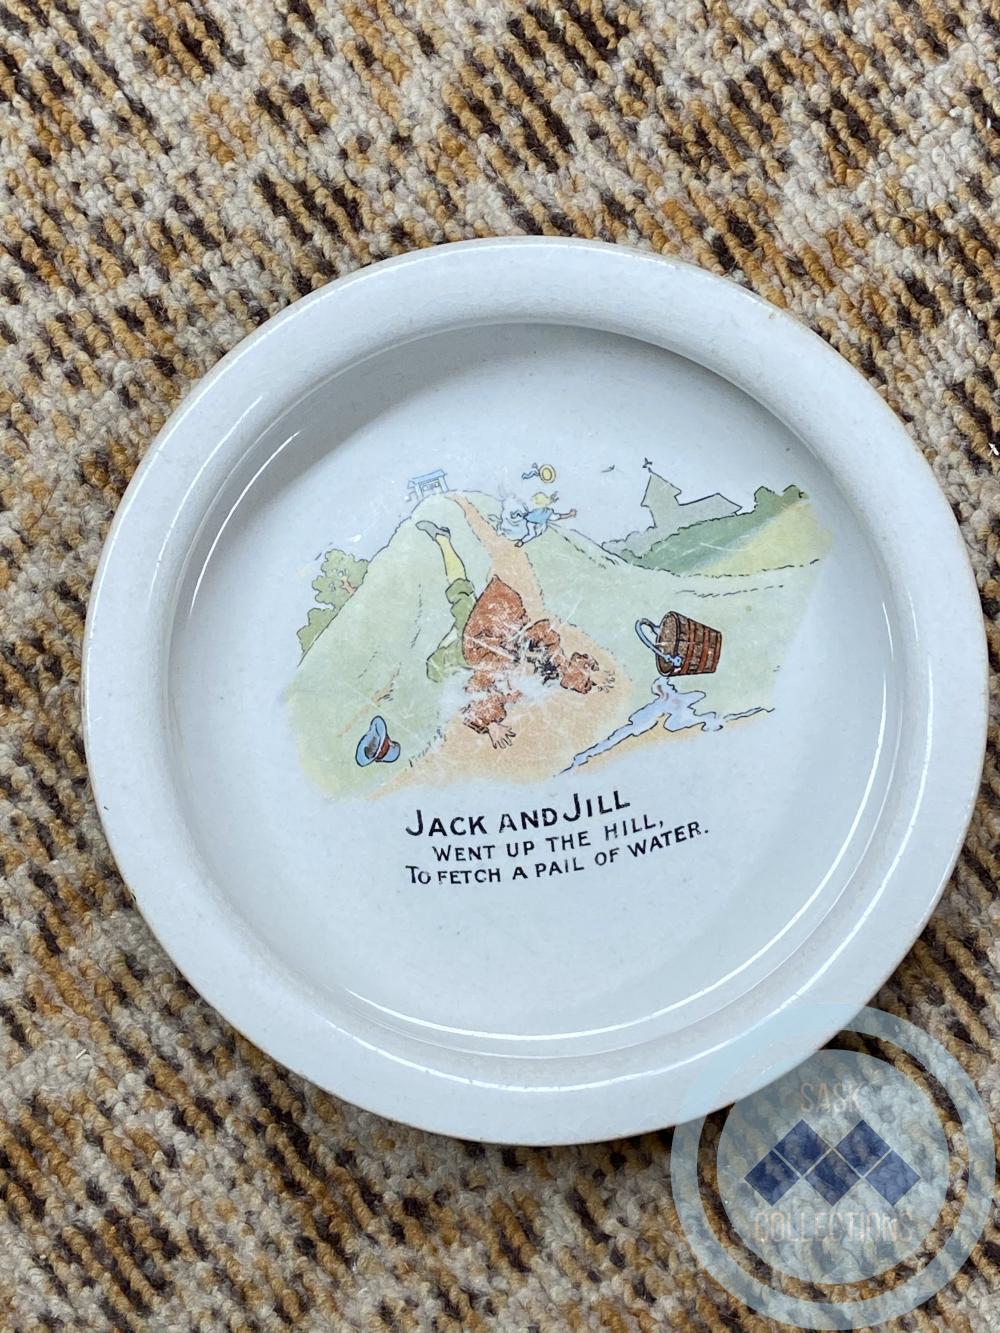 JACK AND JILL
WENT UP THE HILL,
TO FETCH A PAIL OF WATER.
SASK
COLLECTIONS